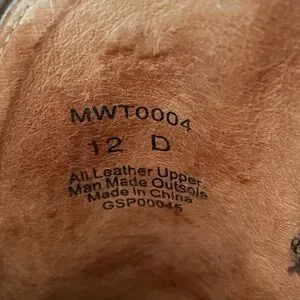 MWT0004
12 D
All Leather Upper
Man Made Outsole
Made in China
GSP00045